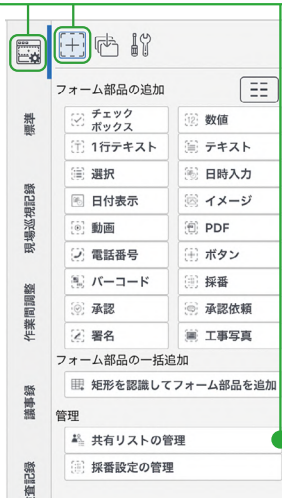 フォーム部品の追加
チェック
ボックス
数値
1行テキスト
テキスト
選択
日時入力
日付表示
イメージ
動画
PDF
電話番号
ボタン
バーコード
採番
承認
承認依頼
署名
工事写真
フォーム部品の一括追加
矩形を認識してフォーム部品を追加
管理
共有リストの管理
採番設定の管理
標準
現場巡視記録
作業間調整
議事録
査記録